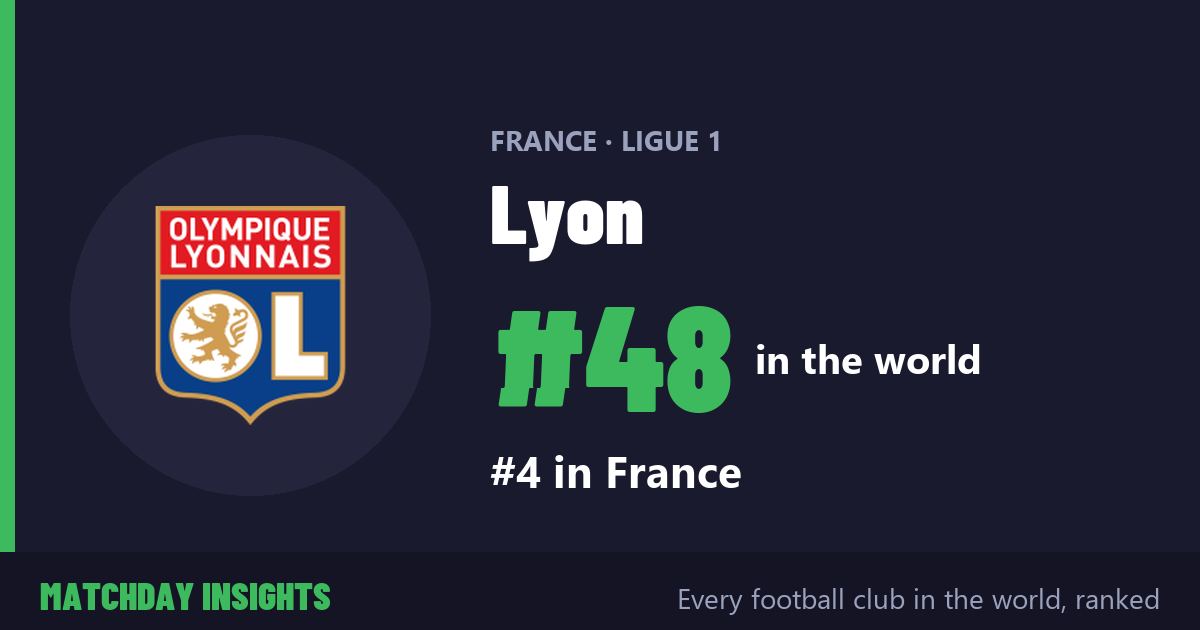 OLYMPIQUE
LYONNAIS
OL
FRANCE · LIGUE 1
Lyon
#48 in the world
#4 in France
MATCHDAY INSIGHTS
Every football club in the world, ranked